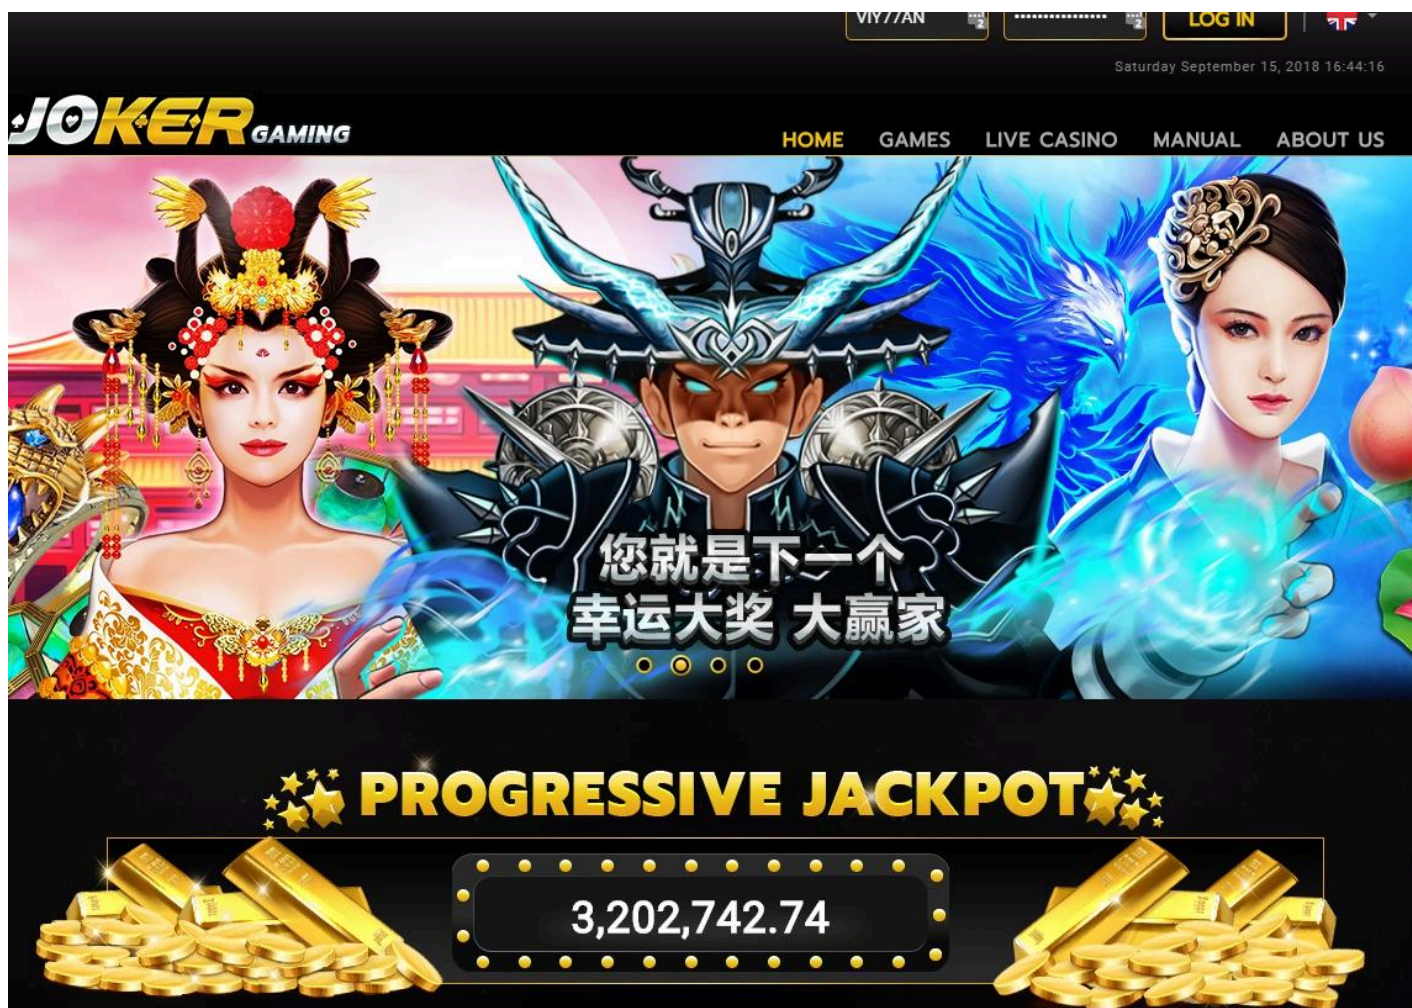 VIY77AN
LOG IN
Saturday September 15, 2018 16:44:16
JOKER GAMING
HOME GAMES LIVE CASINO MANUAL ABOUT US
您就是下一个
幸运大奖 大赢家
PROGRESSIVE JACKPOT
3,202,742.74